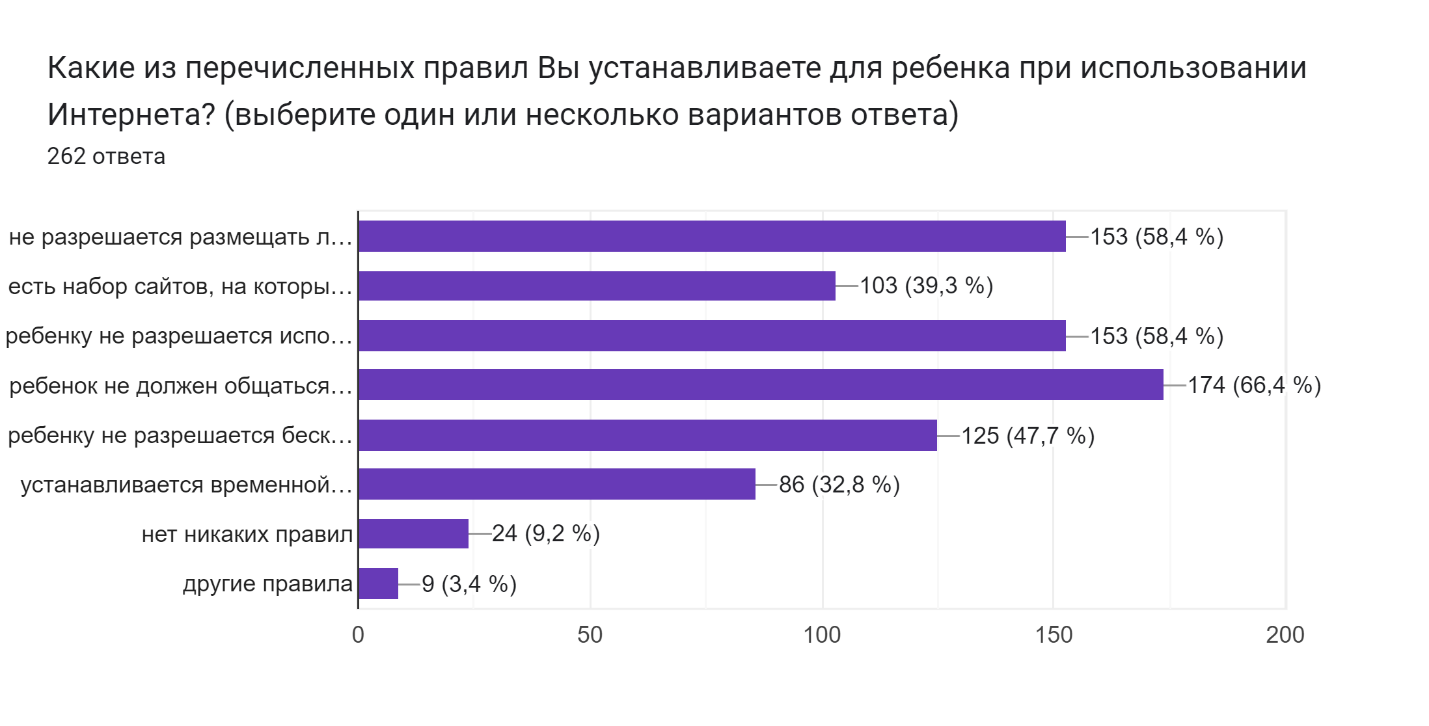 Какие из перечисленных правил Вы устанавливаете для ребенка при использовании
Интернета? (выберите один или несколько вариантов ответа)
262 ответа
не разрешается размещать л… 153 (58,4 %)
есть набор сайтов, на которы… 103 (39,3 %)
ребенку не разрешается испо… 153 (58,4 %)
ребенок не должен общаться… 174 (66,4 %)
ребенку не разрешается беск… 125 (47,7 %)
устанавливается временной… 86 (32,8 %)
нет никаких правил 24 (9,2 %)
другие правила 9 (3,4 %)
0 50 100 150 200